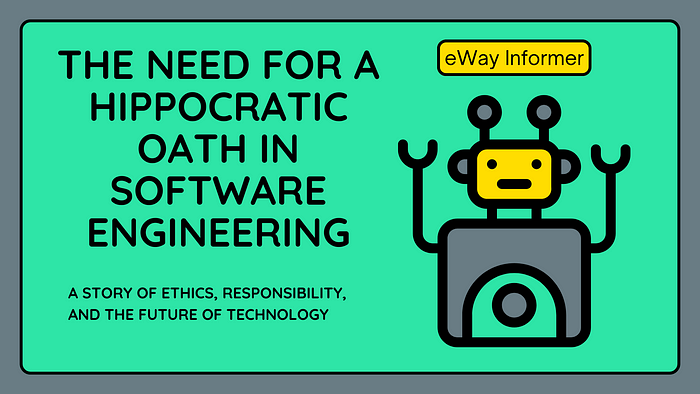 THE NEED FOR A
HIPPOCRATIC
OATH IN
SOFTWARE
ENGINEERING
A STORY OF ETHICS, RESPONSIBILITY,
AND THE FUTURE OF TECHNOLOGY
eWay Informer